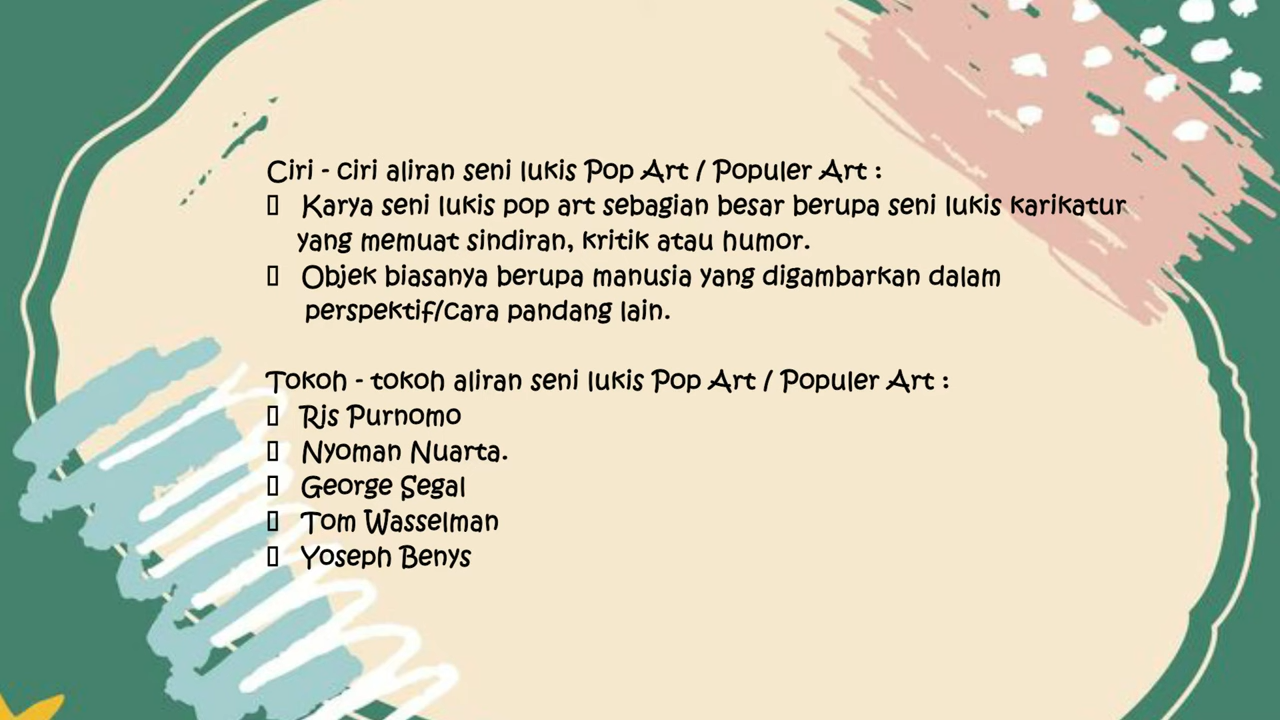 Ciri - ciri aliran seni lukis Pop Art / Populer Art :
▯ Karya seni lukis pop art sebagian besar berupa seni lukis karikatur
yang memuat sindiran, kritik atau humor.
▯ Objek biasanya berupa manusia yang digambarkan dalam
perspektif/cara pandang lain.
Tokoh - tokoh aliran seni lukis Pop Art / Populer Art :
▯ Ris Purnomo
▯ Nyoman Nuarta.
▯ George Segal
▯ Tom Wasselman
▯ Yoseph Benys